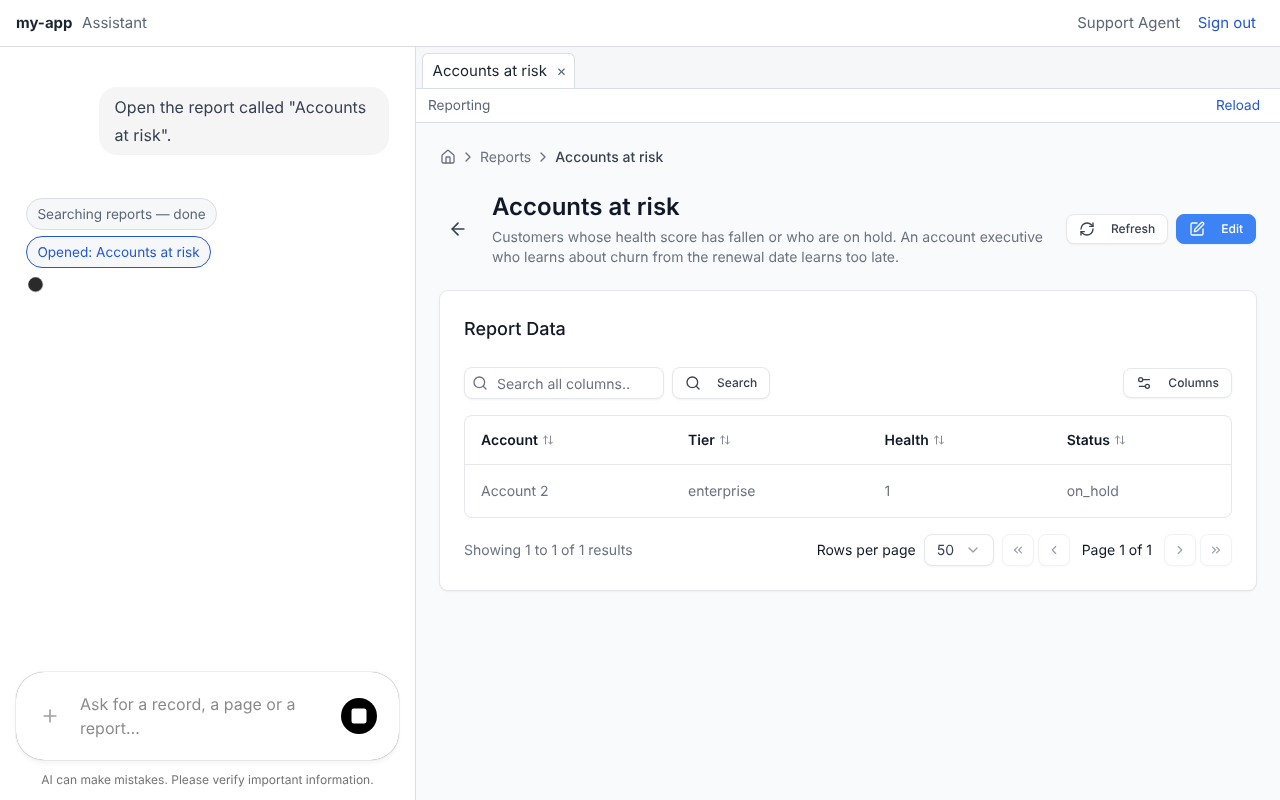 my-app Assistant
Support Agent Sign out
Open the report called "Accounts
at risk".
Searching reports — done
Opened: Accounts at risk
Ask for a record, a page or a
report...
AI can make mistakes. Please verify important information.
Accounts at risk ×
Reporting Reload
Reports Accounts at risk
Accounts at risk
Customers whose health score has fallen or who are on hold. An account executive
who learns about churn from the renewal date learns too late.
Refresh Edit
Report Data
Search all columns.. Search Columns
Account Tier Health Status
Account 2 enterprise 1 on_hold
Showing 1 to 1 of 1 results Rows per page 50 « ‹ Page 1 of 1 › »